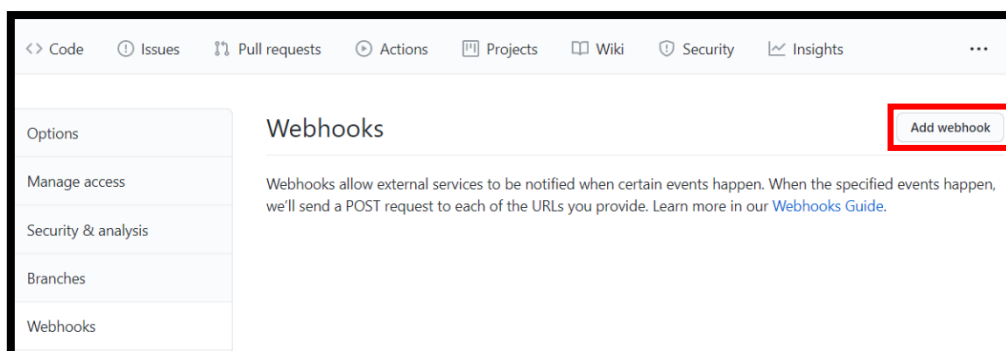 Code Issues Pull requests Actions Projects Wiki Security Insights ...
Options
Manage access
Security & analysis
Branches
Webhooks
Webhooks
Add webhook
Webhooks allow external services to be notified when certain events happen. When the specified events happen,
we'll send a POST request to each of the URLs you provide. Learn more in our Webhooks Guide.